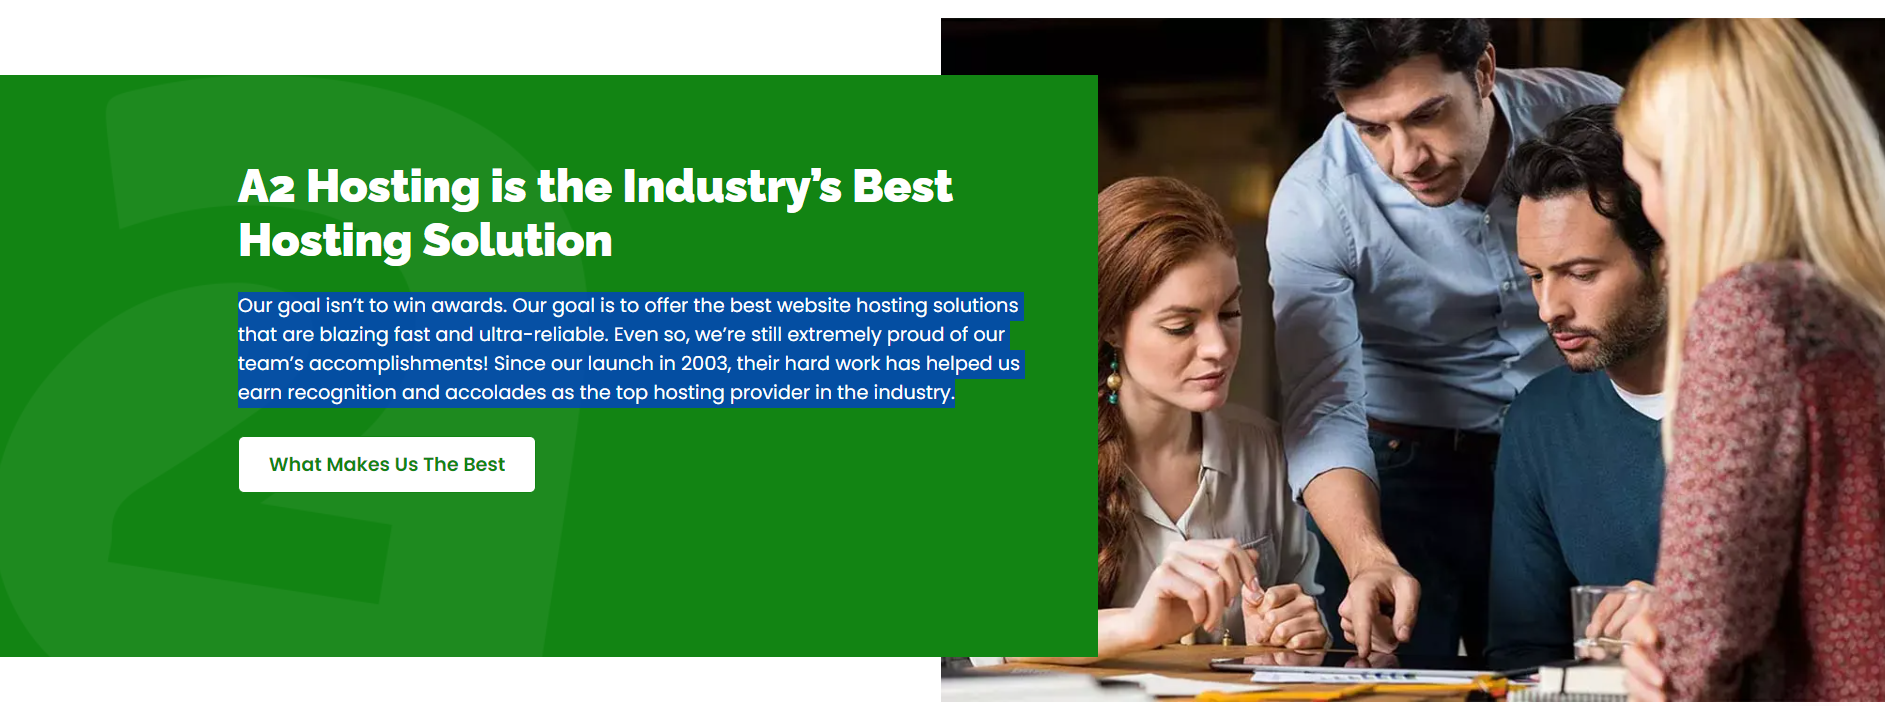 A2 Hosting is the Industry’s Best
Hosting Solution
Our goal isn’t to win awards. Our goal is to offer the best website hosting solutions
that are blazing fast and ultra-reliable. Even so, we’re still extremely proud of our
team’s accomplishments! Since our launch in 2003, their hard work has helped us
earn recognition and accolades as the top hosting provider in the industry.
What Makes Us The Best